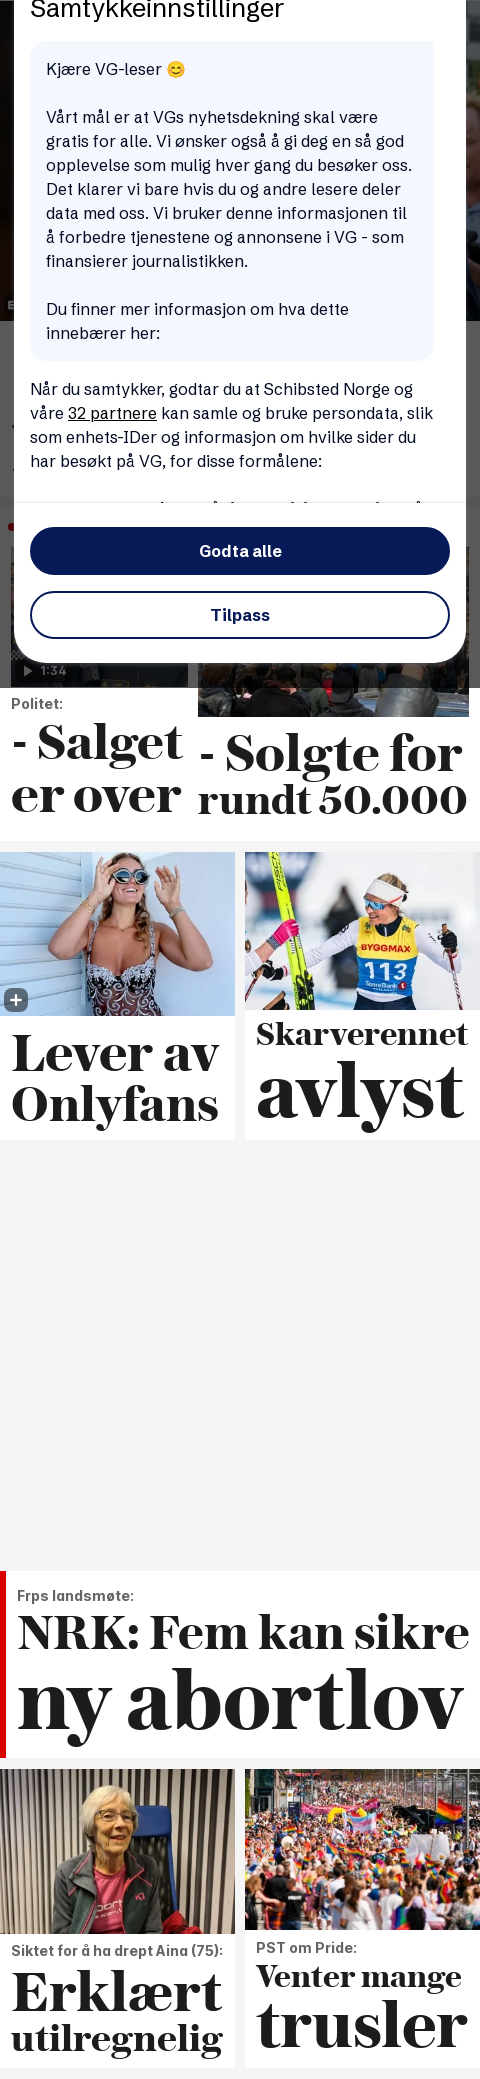 Samtykkeinnstillinger
Kjære VG-leser 😊
Vårt mål er at VGs nyhetsdekning skal være
gratis for alle. Vi ønsker også å gi deg en så god
opplevelse som mulig hver gang du besøker oss.
Det klarer vi bare hvis du og andre lesere deler
data med oss. Vi bruker denne informasjonen til
å forbedre tjenestene og annonsene i VG - som
finansierer journalistikken.
Du finner mer informasjon om hva dette
innebærer her:
Når du samtykker, godtar du at Schibsted Norge og
våre 32 partnere kan samle og bruke persondata, slik
som enhets-IDer og informasjon om hvilke sider du
har besøkt på VG, for disse formålene:
Godta alle
Tilpass
1:34
Politet:
- Salget
er over
- Solgte for
rundt 50.000
BYGGMAX
113
SpareBank 1
Lever av
Onlyfans
Skarverennet
avlyst
Frps landsmøte:
NRK: Fem kan sikre
ny abortlov
Siktet for å ha drept Aina (75):
Erklært
utilregnelig
PST om Pride:
Venter mange
trusler